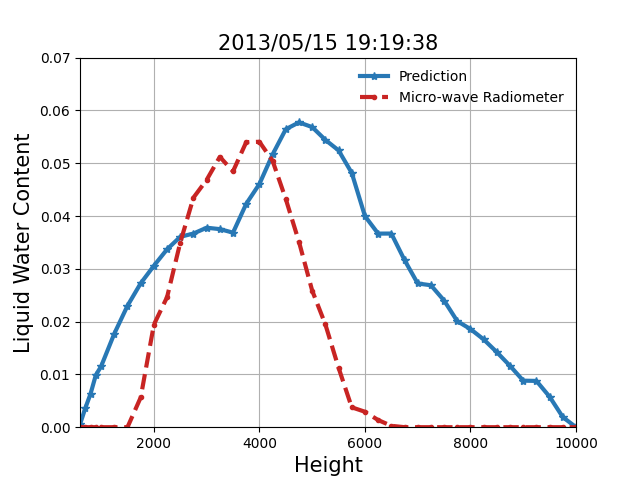 2013/05/15 19:19:38
Prediction
Micro-wave Radiometer
Liquid Water Content
0.07
0.06
0.05
0.04
0.03
0.02
0.01
0.00
2000 4000 6000 8000 10000
Height